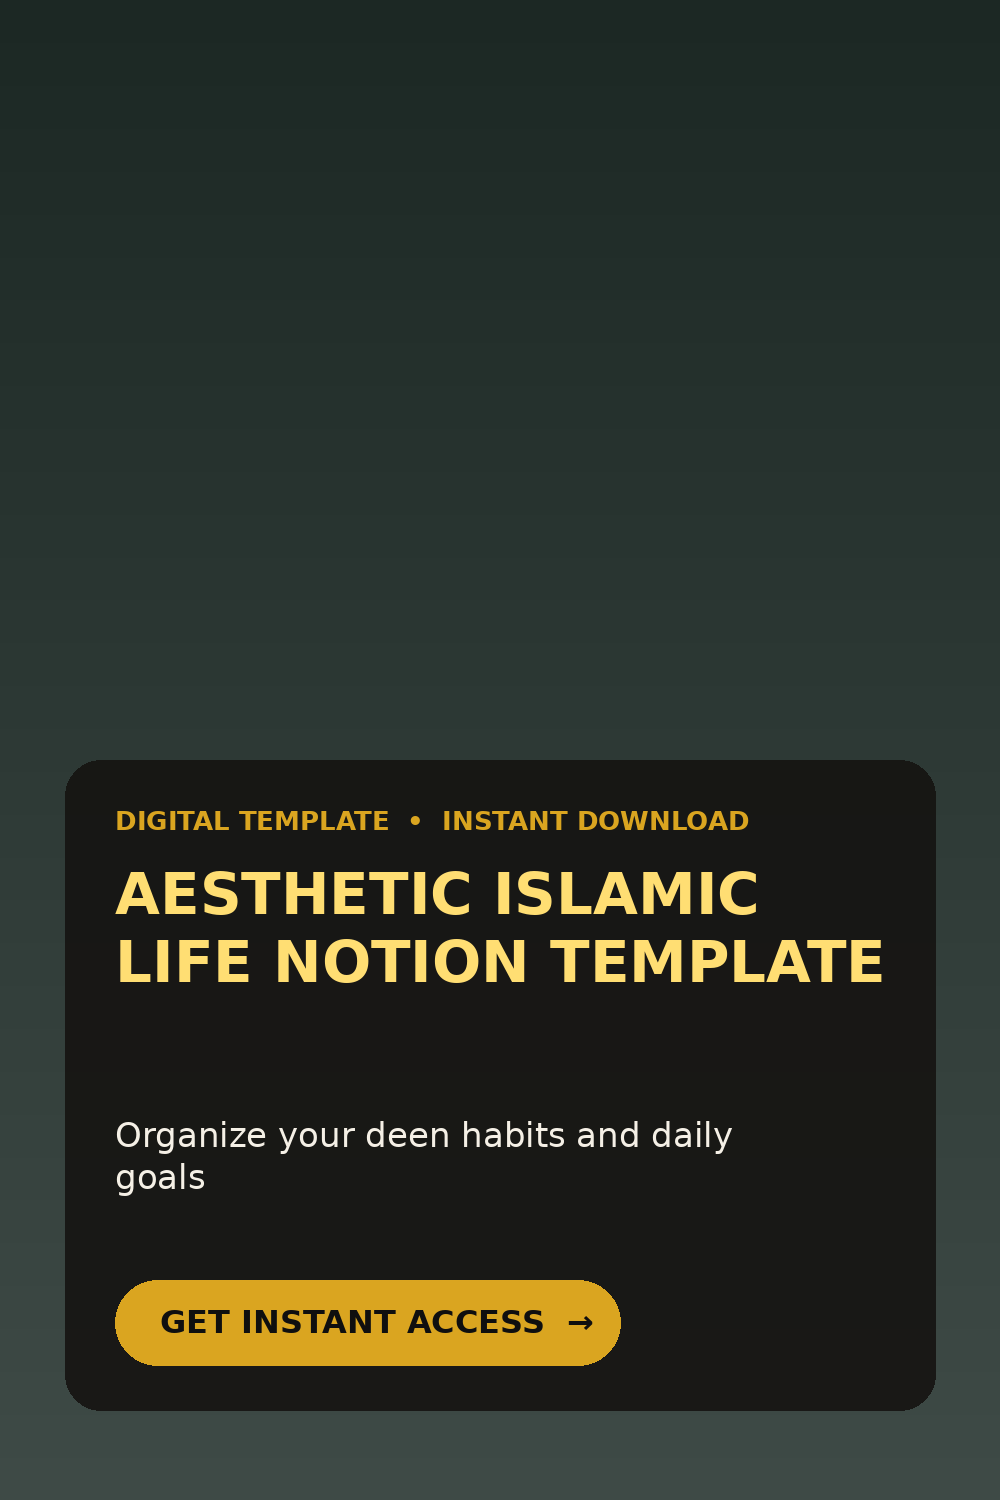 DIGITAL TEMPLATE • INSTANT DOWNLOAD
AESTHETIC ISLAMIC
LIFE NOTION TEMPLATE
Organize your deen habits and daily
goals
GET INSTANT ACCESS →